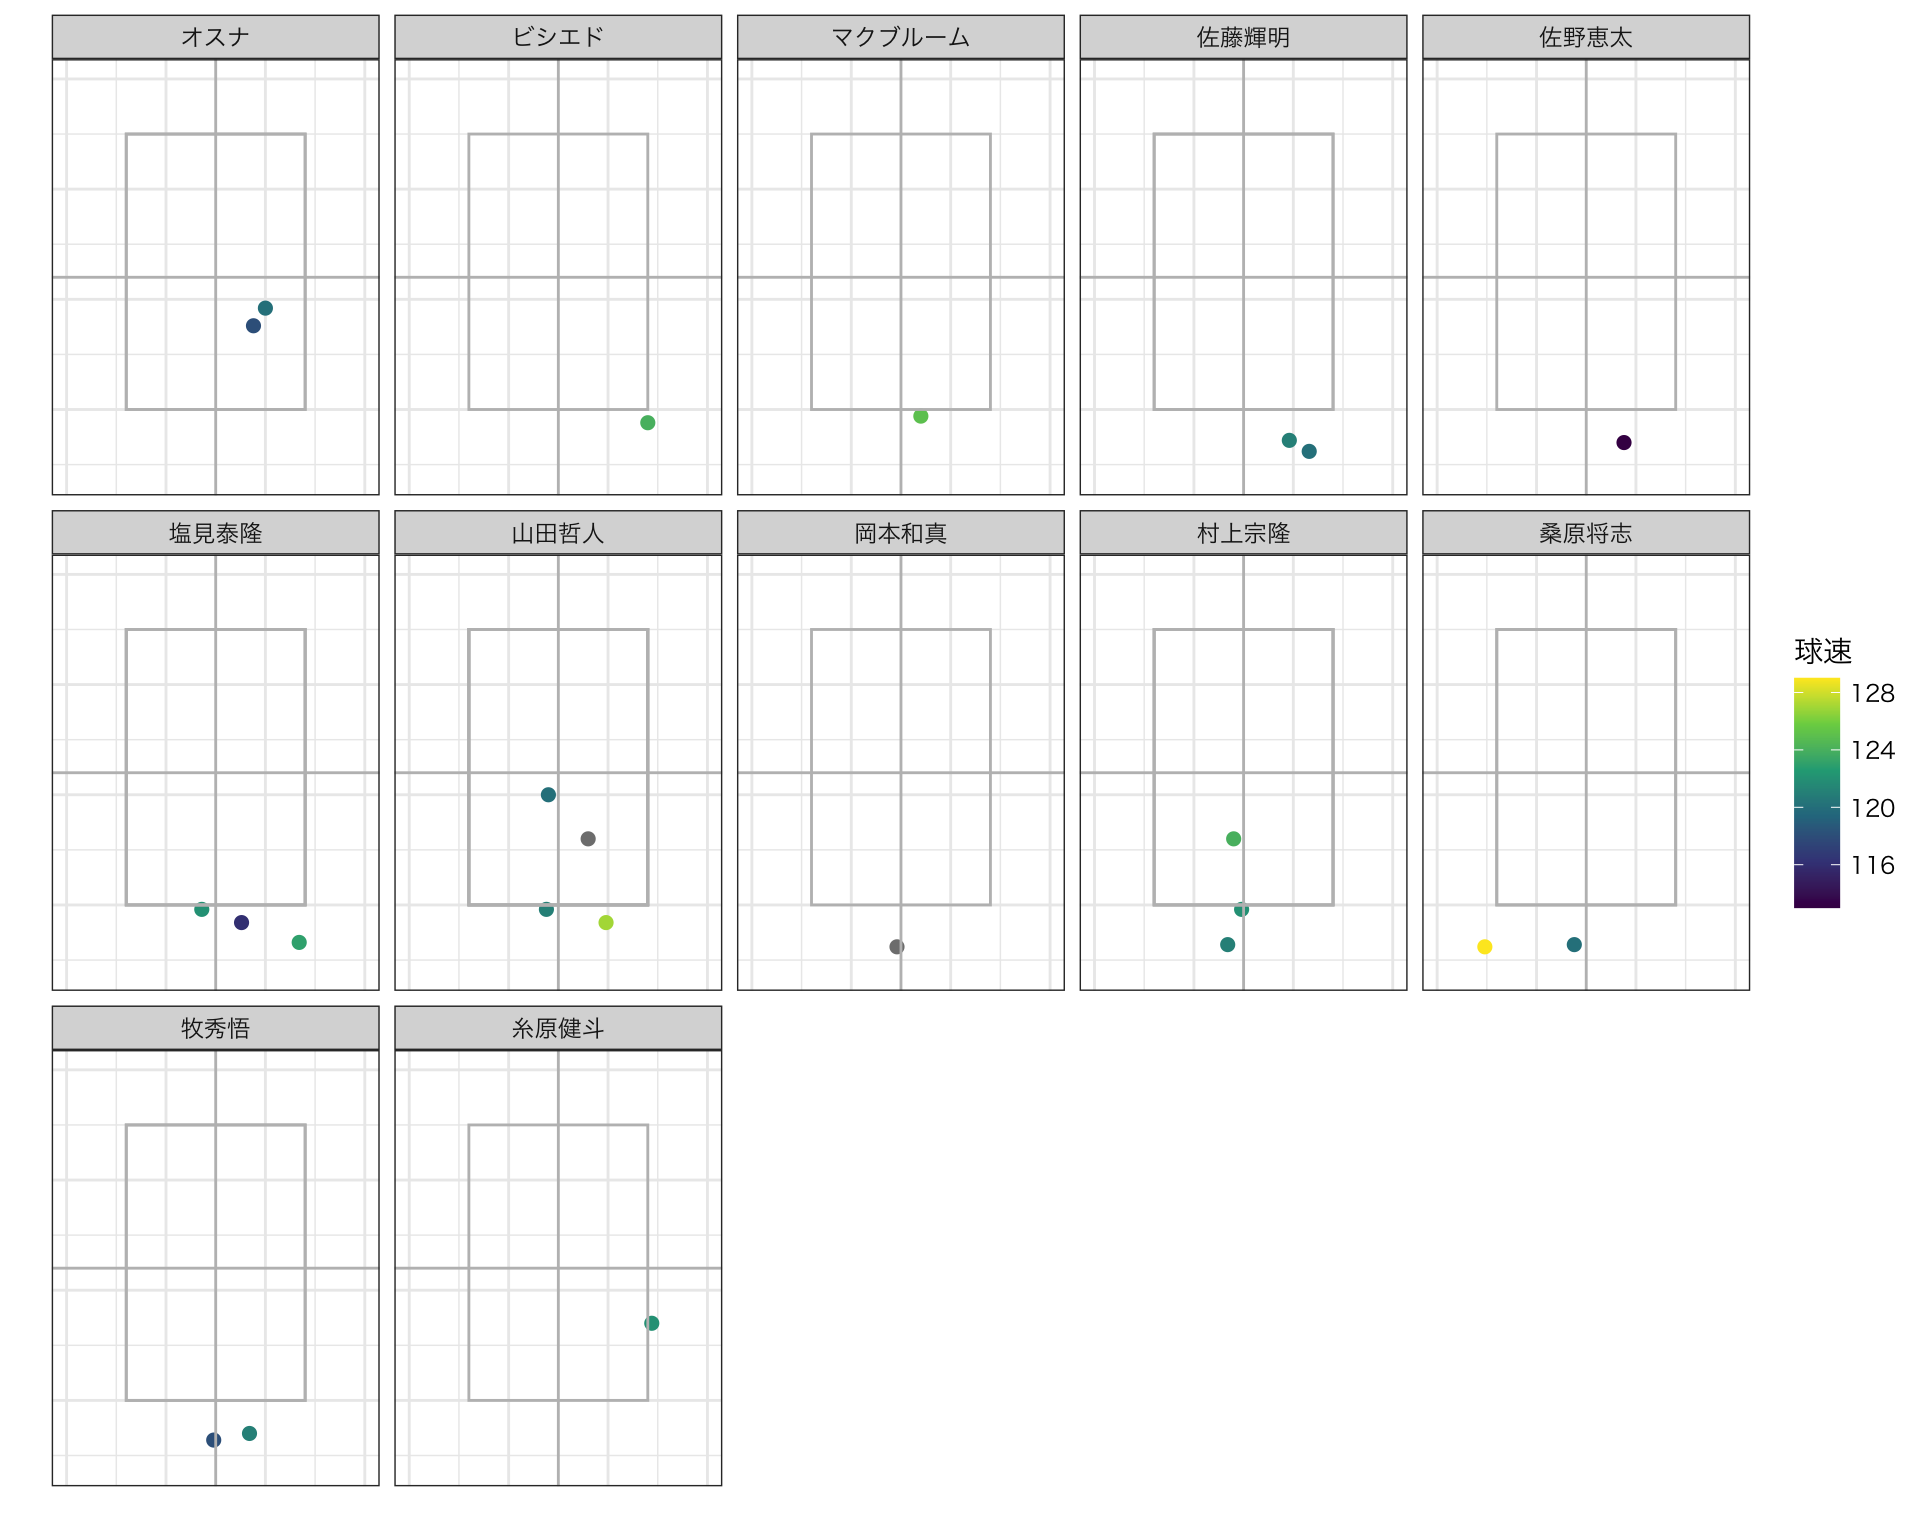 オスナ
ビシエド
マクブルーム
佐藤輝明
佐野恵太
塩見泰隆
山田哲人
岡本和真
村上宗隆
桑原将志
牧秀悟
糸原健斗
球速
128
124
120
116